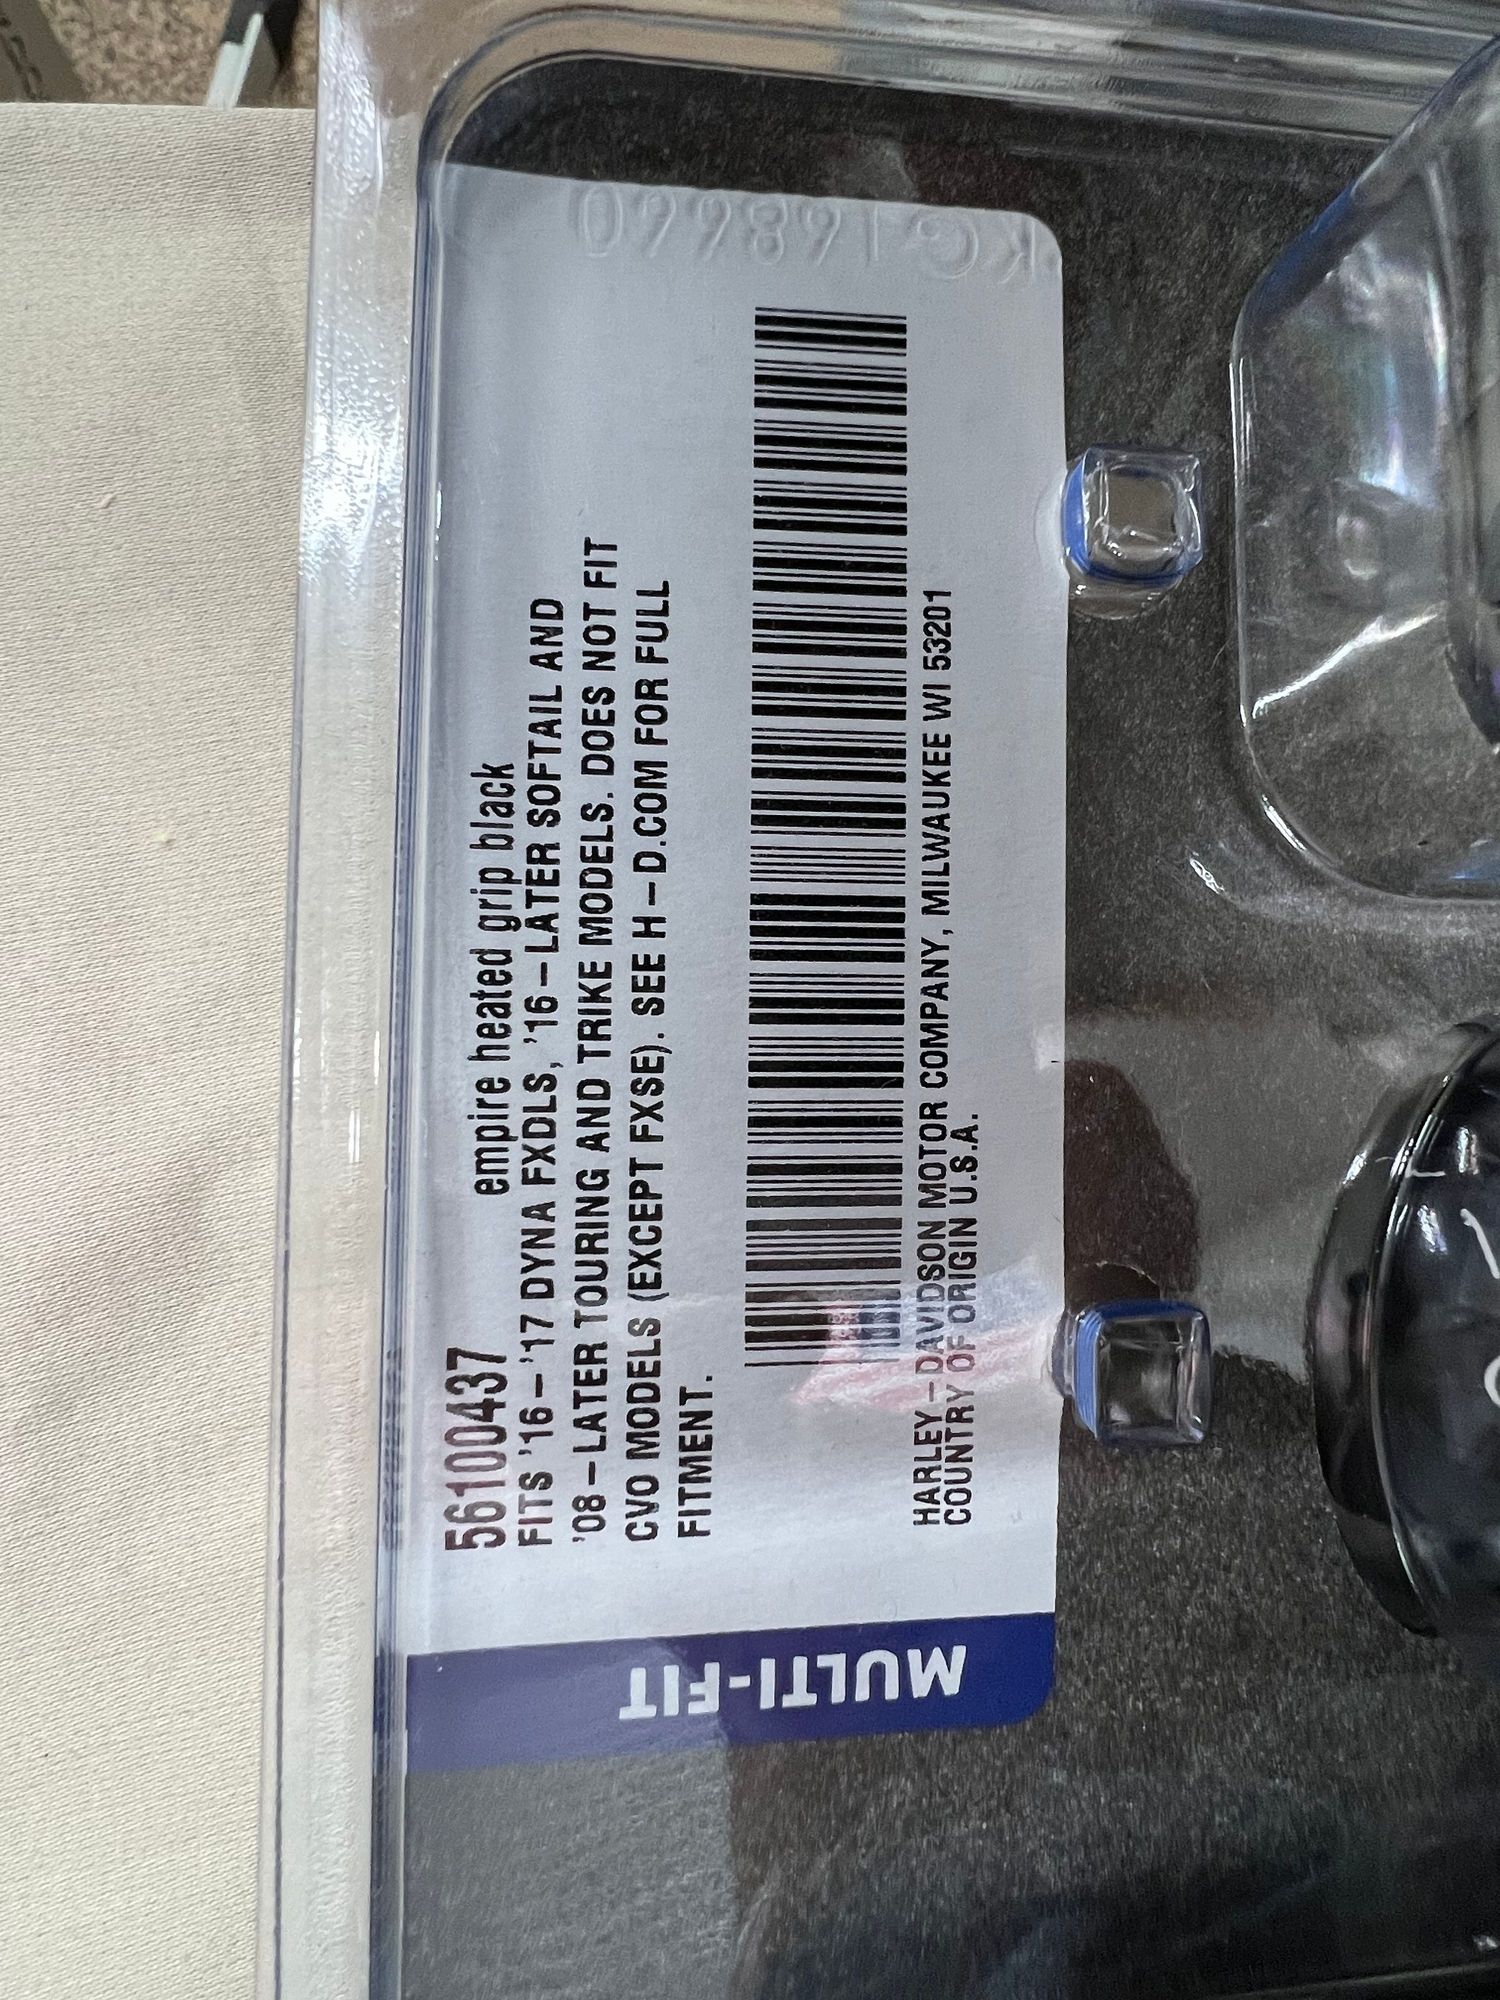 56100437
empire heated grip black
FITS '16-'17 DYNA FXDLS, '16-LATER SOFTAIL AND
'08-LATER TOURING AND TRIKE MODELS. DOES NOT FIT
CVO MODELS (EXCEPT FXSE). SEE H-D.COM FOR FULL
FITMENT.
HARLEY-DAVIDSON MOTOR COMPANY, MILWAUKEE WI 53201
COUNTRY OF ORIGIN U.S.A.
MULTI-FIT